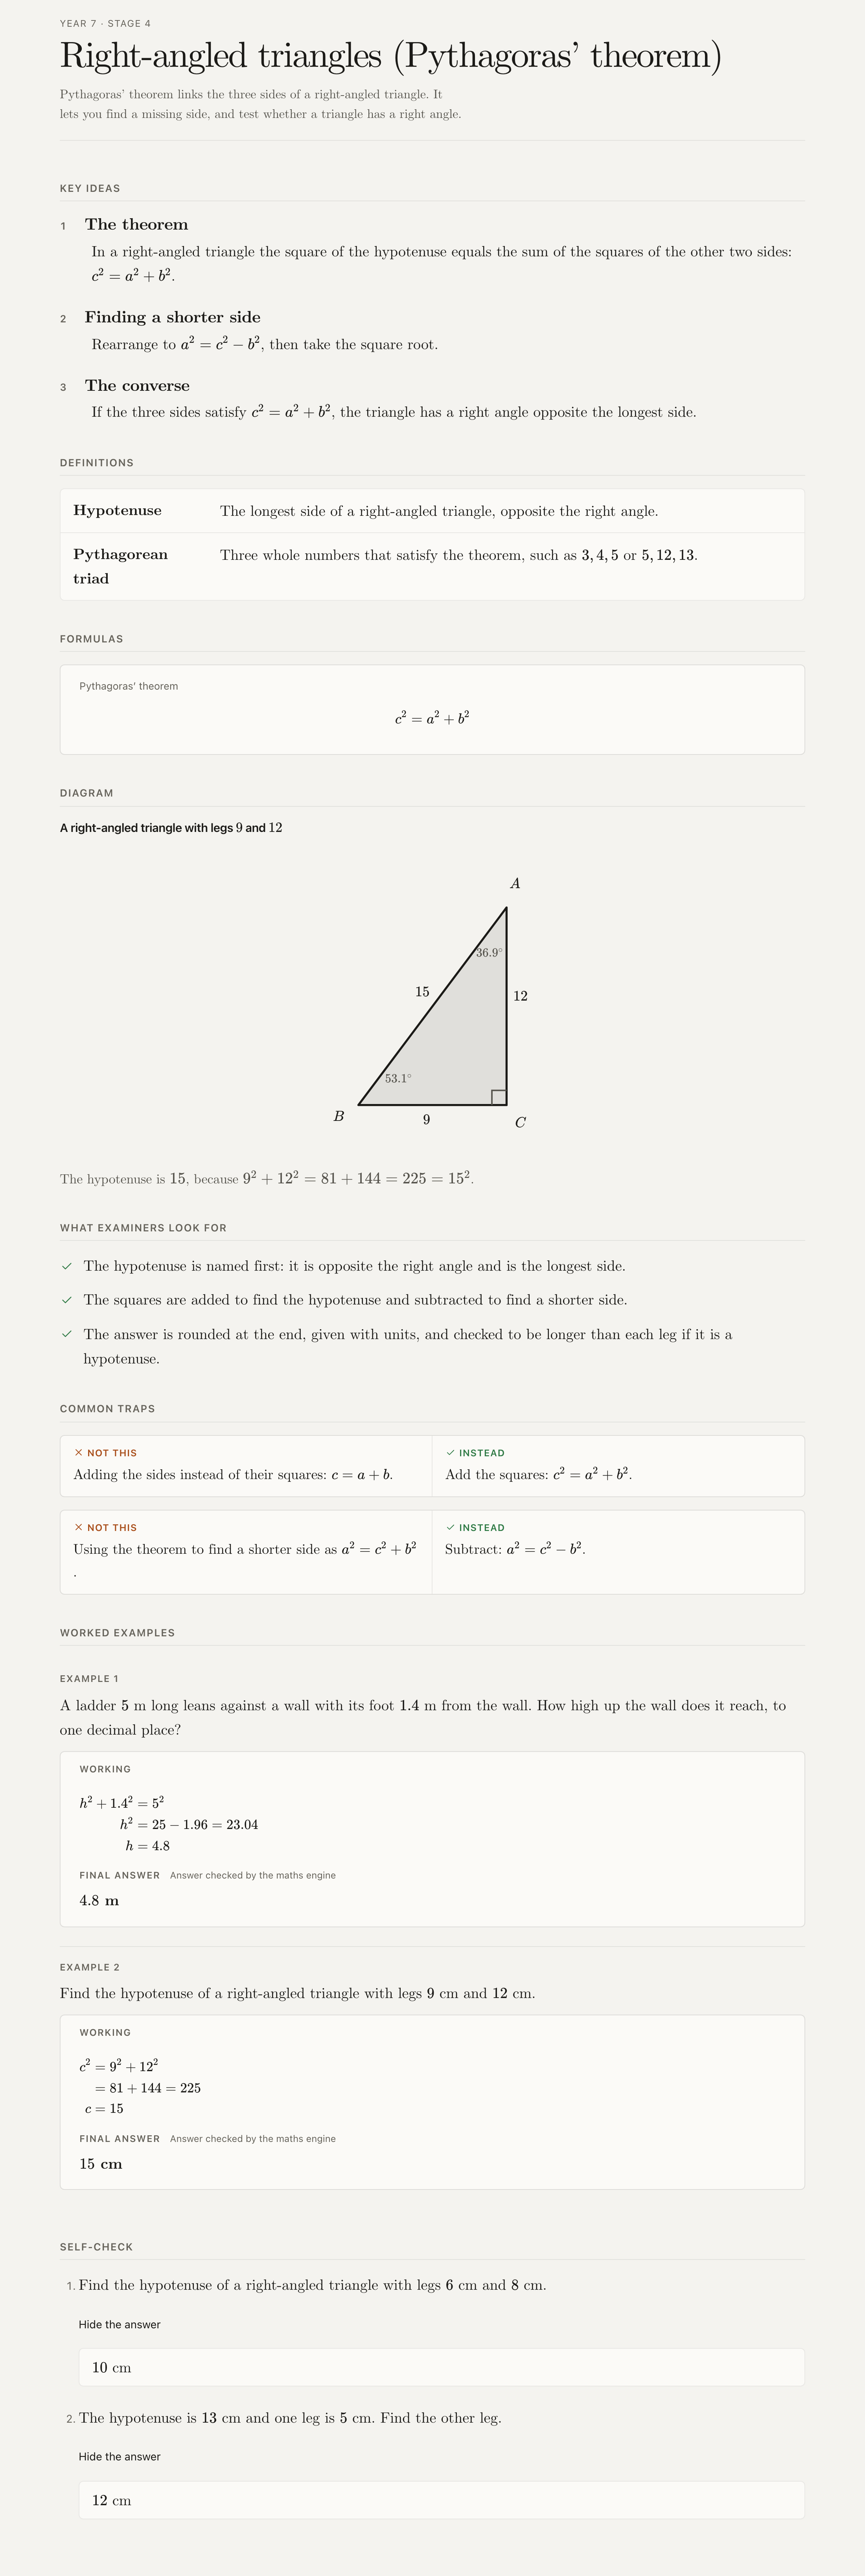 YEAR 7 · STAGE 4
Right-angled triangles (Pythagoras’ theorem)
Pythagoras’ theorem links the three sides of a right-angled triangle. It
lets you find a missing side, and test whether a triangle has a right angle.
KEY IDEAS
1 The theorem
In a right-angled triangle the square of the hypotenuse equals the sum of the squares of the other two sides:
c² = a² + b².
2 Finding a shorter side
Rearrange to a² = c² − b², then take the square root.
3 The converse
If the three sides satisfy c² = a² + b², the triangle has a right angle opposite the longest side.
DEFINITIONS
Hypotenuse The longest side of a right-angled triangle, opposite the right angle.
Pythagorean Three whole numbers that satisfy the theorem, such as 3, 4, 5 or 5, 12, 13.
triad
FORMULAS
Pythagoras’ theorem
c² = a² + b²
DIAGRAM
A right-angled triangle with legs 9 and 12
A
36.9°
15
12
53.1°
B
9
C
The hypotenuse is 15, because 9² + 12² = 81 + 144 = 225 = 15².
WHAT EXAMINERS LOOK FOR
✓ The hypotenuse is named first: it is opposite the right angle and is the longest side.
✓ The squares are added to find the hypotenuse and subtracted to find a shorter side.
✓ The answer is rounded at the end, given with units, and checked to be longer than each leg if it is a
hypotenuse.
COMMON TRAPS
✕ NOT THIS
Adding the sides instead of their squares: c = a + b.
✓ INSTEAD
Add the squares: c² = a² + b².
✕ NOT THIS
Using the theorem to find a shorter side as a² = c² + b²
.
✓ INSTEAD
Subtract: a² = c² − b².
WORKED EXAMPLES
EXAMPLE 1
A ladder 5 m long leans against a wall with its foot 1.4 m from the wall. How high up the wall does it reach, to
one decimal place?
WORKING
h² + 1.4² = 5²
h² = 25 − 1.96 = 23.04
h = 4.8
FINAL ANSWER Answer checked by the maths engine
4.8 m
EXAMPLE 2
Find the hypotenuse of a right-angled triangle with legs 9 cm and 12 cm.
WORKING
c² = 9² + 12²
= 81 + 144 = 225
c = 15
FINAL ANSWER Answer checked by the maths engine
15 cm
SELF-CHECK
1. Find the hypotenuse of a right-angled triangle with legs 6 cm and 8 cm.
Hide the answer
10 cm
2. The hypotenuse is 13 cm and one leg is 5 cm. Find the other leg.
Hide the answer
12 cm